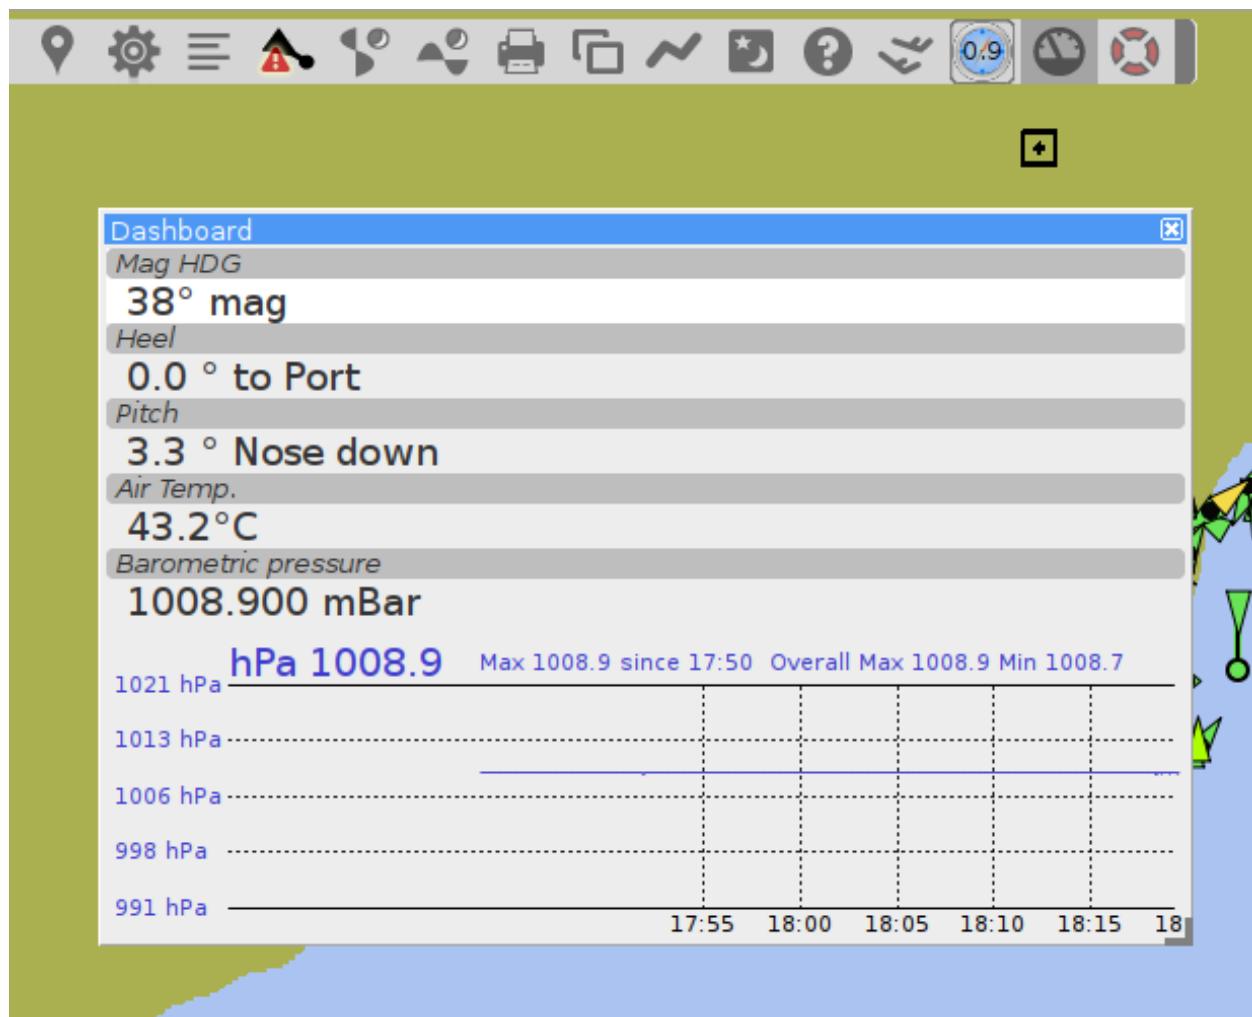 0.9
Dashboard
Mag HDG
38° mag
Heel
0.0 ° to Port
Pitch
3.3 ° Nose down
Air Temp.
43.2°C
Barometric pressure
1008.900 mBar
hPa 1008.9 Max 1008.9 since 17:50 Overall Max 1008.9 Min 1008.7
1021 hPa
1013 hPa
1006 hPa
998 hPa
991 hPa
17:55 18:00 18:05 18:10 18:15 18